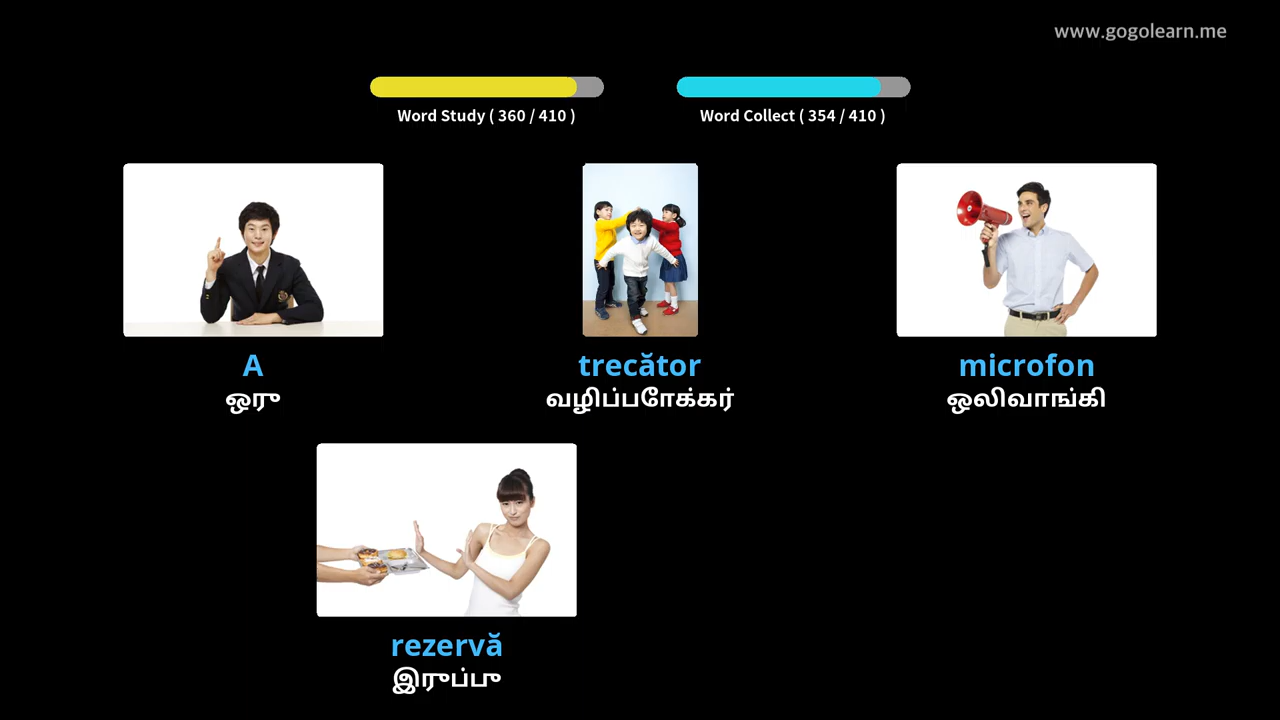 www.gogolearn.me
Word Study ( 360 / 410 )
Word Collect ( 354 / 410 )
A
ஒரு
trecător
வழிப்போக்கர்
microfon
ஒலிவாங்கி
rezervă
இருப்பு